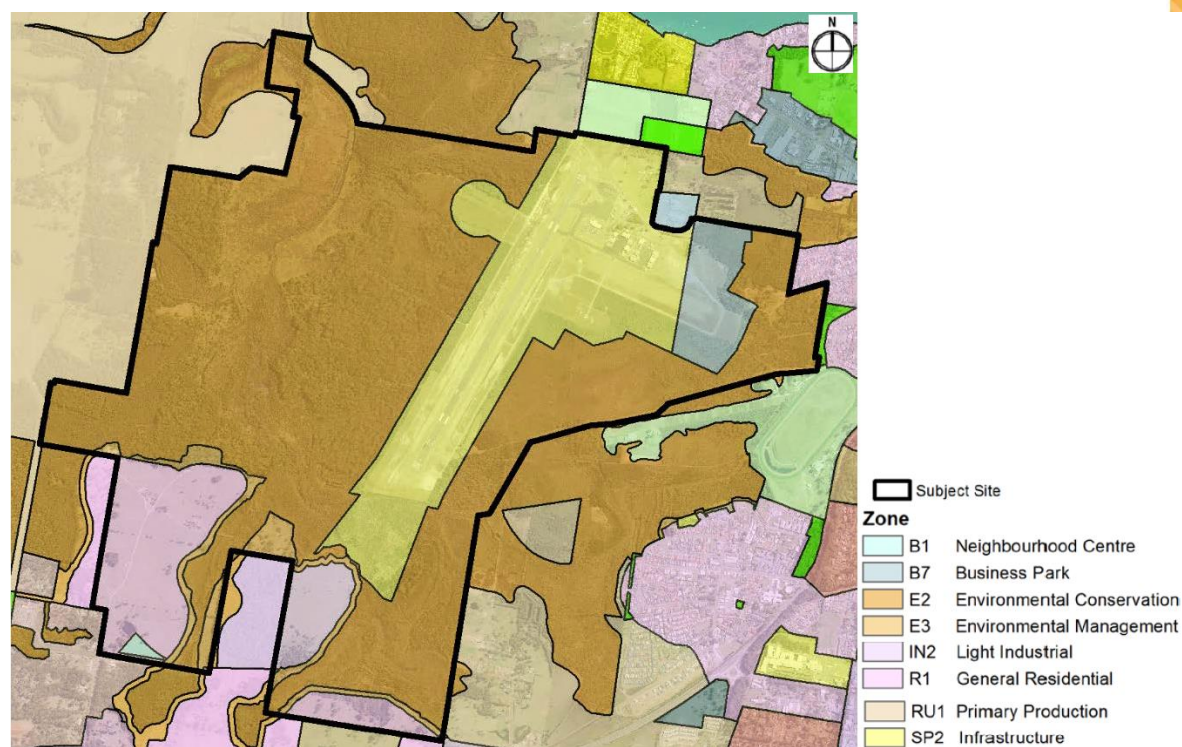 N
Subject Site
Zone
B1 Neighbourhood Centre
B7 Business Park
E2 Environmental Conservation
E3 Environmental Management
IN2 Light Industrial
R1 General Residential
RU1 Primary Production
SP2 Infrastructure